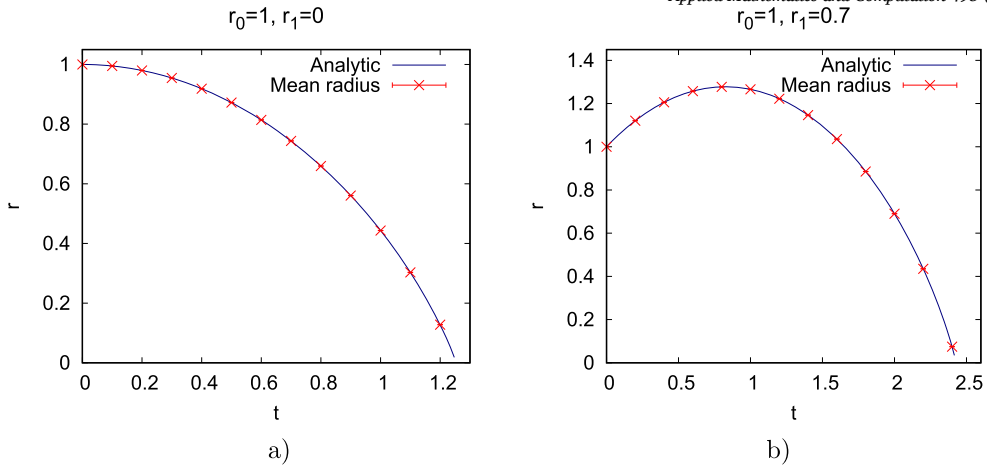 r₀=1, r₁=0
1
0.8
0.6
0.4
0.2
0
r
Analytic
Mean radius
0 0.2 0.4 0.6 0.8 1 1.2
t
a)
r₀=1, r₁=0.7
1.4
1.2
1
0.8
0.6
0.4
0.2
0
r
Analytic
Mean radius
0 0.5 1 1.5 2 2.5
t
b)